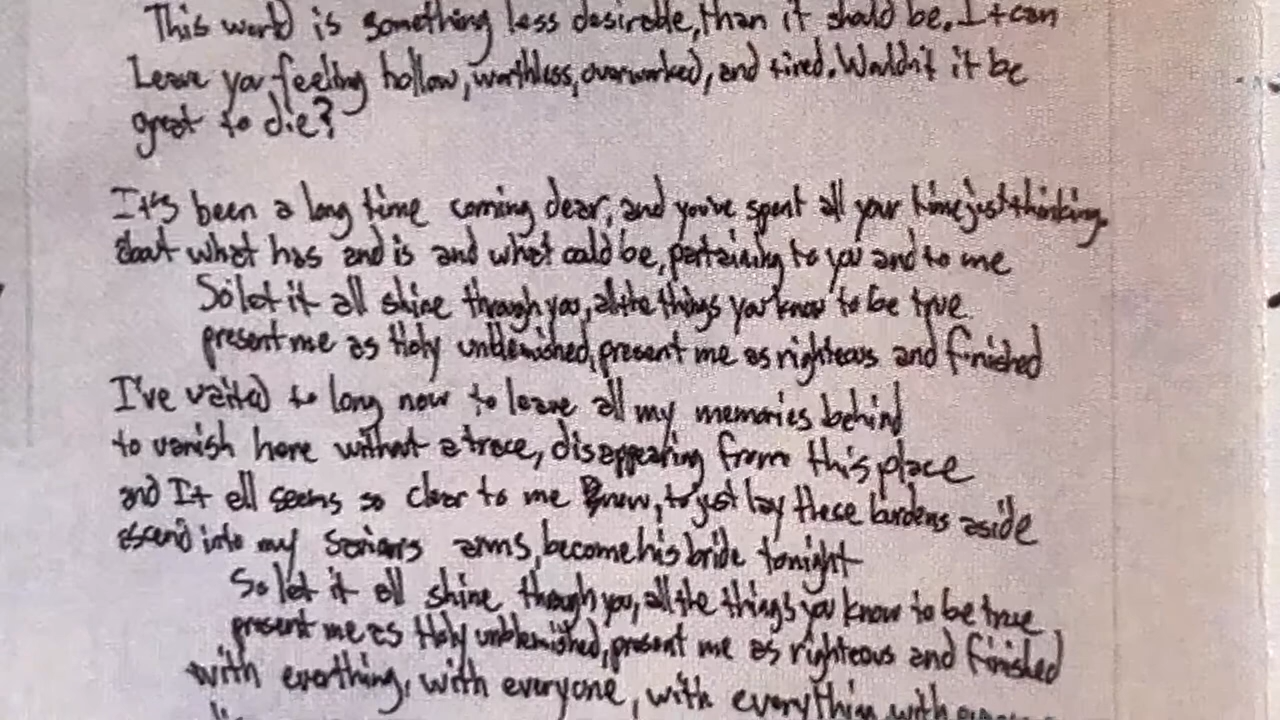 This world is something less desirable, than it should be. It can
Leave you feeling hollow, worthless, overworked, and tired. Wouldn't it be
great to die?
It's been a long time coming dear, and you've spent all your time just thinking.
about what has and is and what could be, pertaining to you and to me
So let it all shine through you, all the things you know to be true
present me as Holy unblemished, present me as righteous and finished
I've waited to long now to leave all my memories behind
to vanish here without a trace, disappearing from this place
and It all seems so clear to me now, to just lay these burdens aside
ascend into my saviors arms, become his bride tonight
So let it all shine though you, all the things you know to be true
present me as Holy unblemished, present me as righteous and finished
with everthing, with everyone, with everything with